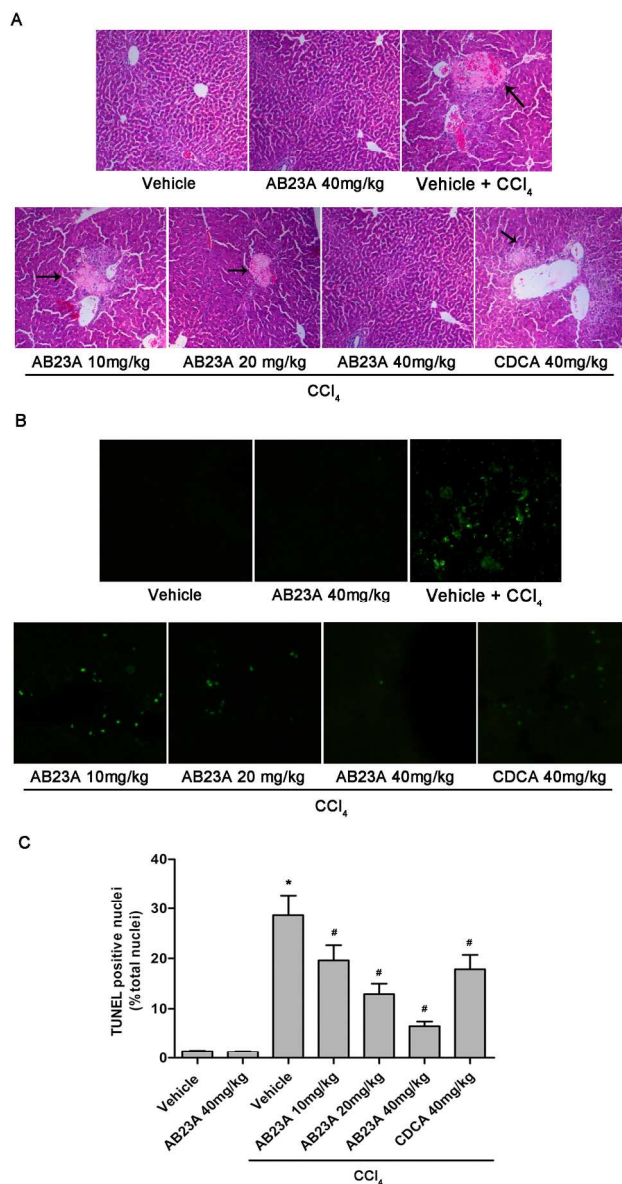 A
Vehicle
AB23A 40mg/kg
Vehicle + CCl₄
AB23A 10mg/kg
AB23A 20 mg/kg
AB23A 40mg/kg
CDCA 40mg/kg
CCl₄
B
Vehicle
AB23A 40mg/kg
Vehicle + CCl₄
AB23A 10mg/kg
AB23A 20 mg/kg
AB23A 40mg/kg
CDCA 40mg/kg
CCl₄
C
TUNEL positive nuclei
(% total nuclei)
40
30
20
10
0
*
#
#
#
#
Vehicle
AB23A 40mg/kg
Vehicle
AB23A 10mg/kg
AB23A 20mg/kg
AB23A 40mg/kg
CDCA 40mg/kg
CCl₄